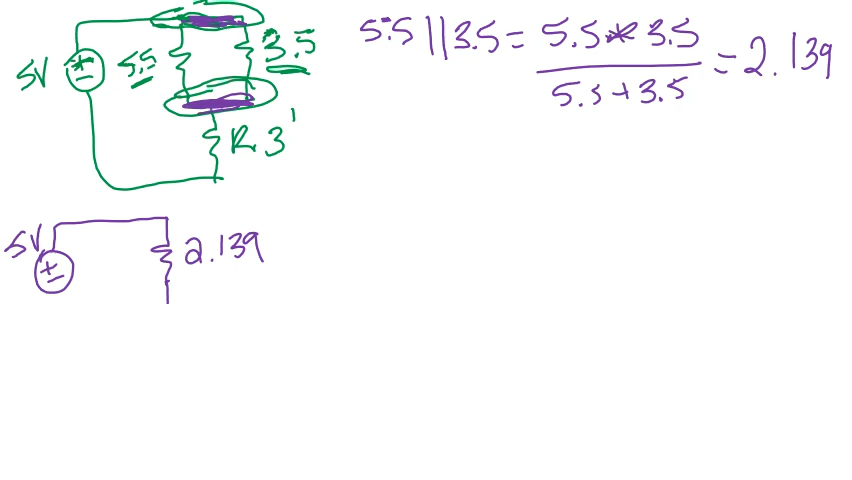 5.5 || 3.5 = 5.5 * 3.5 / 5.5 + 3.5 = 2.139
5V ± 5.5 3.5
R3'
5V ± 2.139